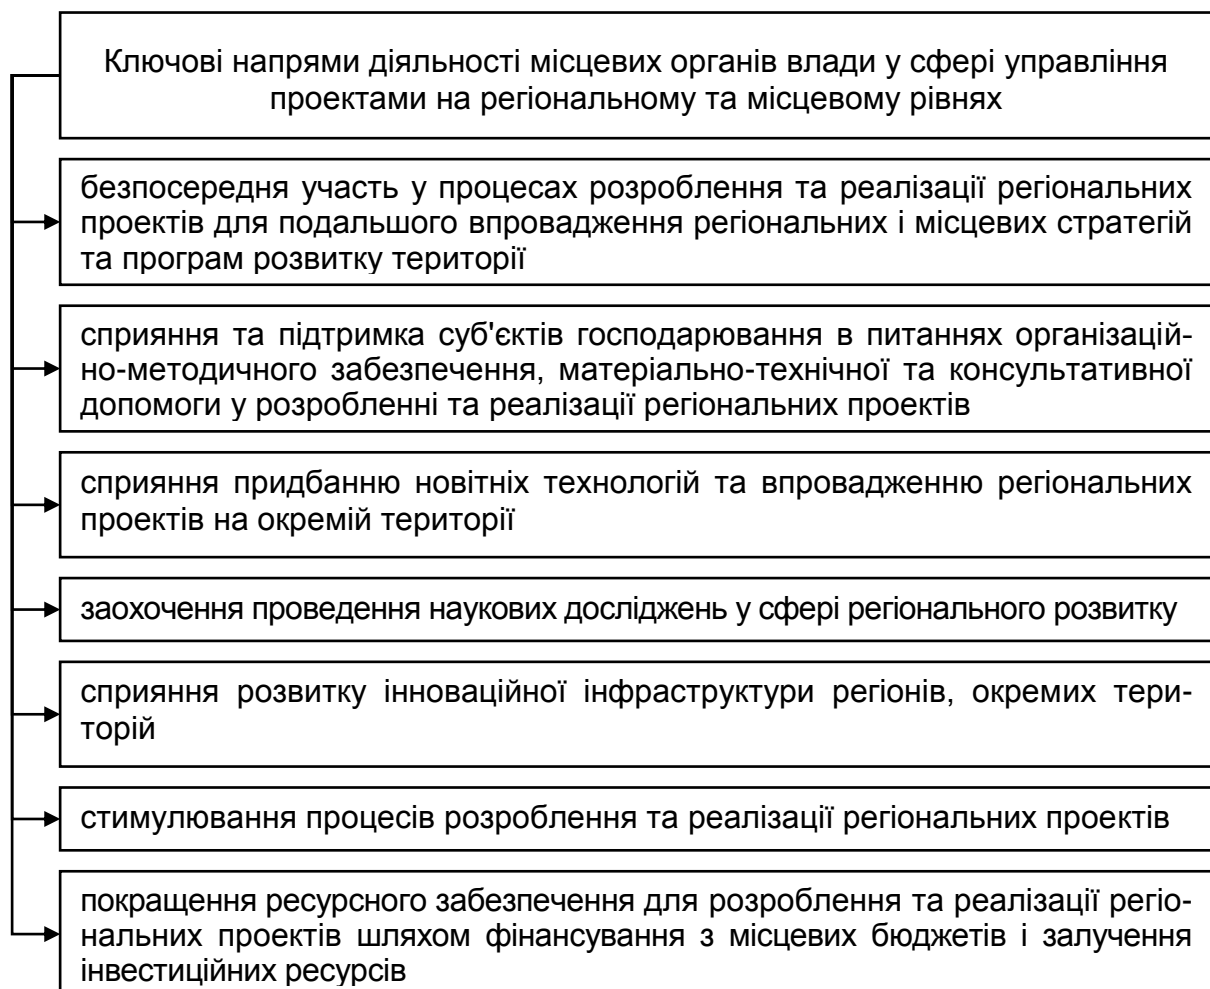 Ключові напрями діяльності місцевих органів влади у сфері управління
проектами на регіональному та місцевому рівнях
безпосередня участь у процесах розроблення та реалізації регіональних
проектів для подальшого впровадження регіональних і місцевих стратегій
та програм розвитку території
сприяння та підтримка суб'єктів господарювання в питаннях організацій-
но-методичного забезпечення, матеріально-технічної та консультативної
допомоги у розробленні та реалізації регіональних проектів
сприяння придбанню новітніх технологій та впровадженню регіональних
проектів на окремій території
заохочення проведення наукових досліджень у сфері регіонального розвитку
сприяння розвитку інноваційної інфраструктури регіонів, окремих тери-
торій
стимулювання процесів розроблення та реалізації регіональних проектів
покращення ресурсного забезпечення для розроблення та реалізації регіо-
нальних проектів шляхом фінансування з місцевих бюджетів і залучення
інвестиційних ресурсів